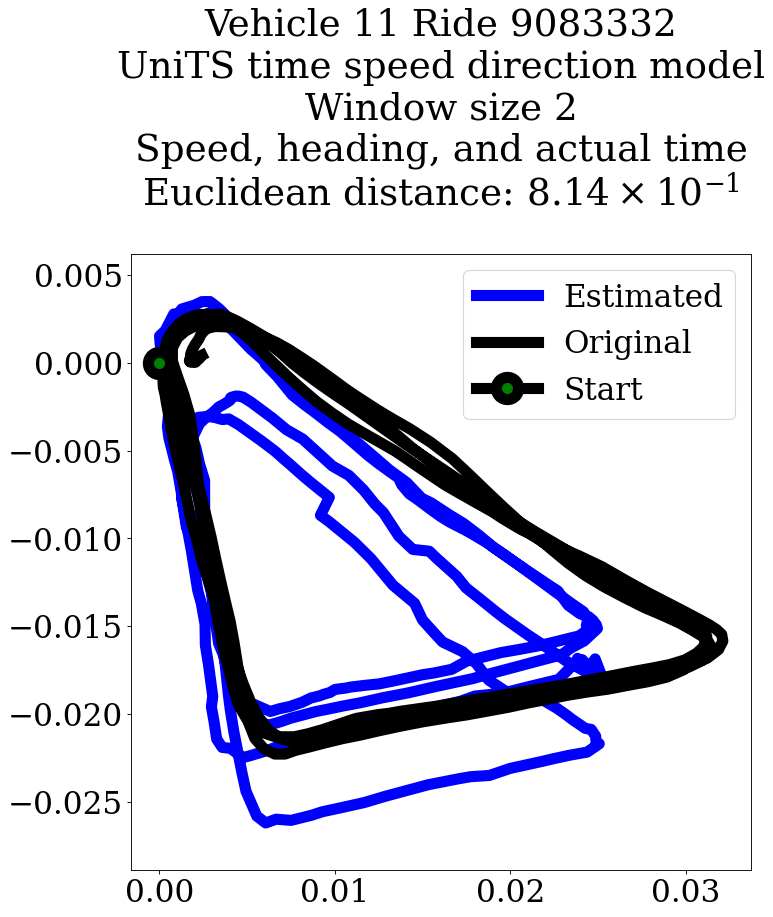 Vehicle 11 Ride 9083332
UniTS time speed direction model
Window size 2
Speed, heading, and actual time
Euclidean distance: 8.14 × 10⁻¹
Estimated
Original
Start
0.005
0.000
−0.005
−0.010
−0.015
−0.020
−0.025
0.00 0.01 0.02 0.03